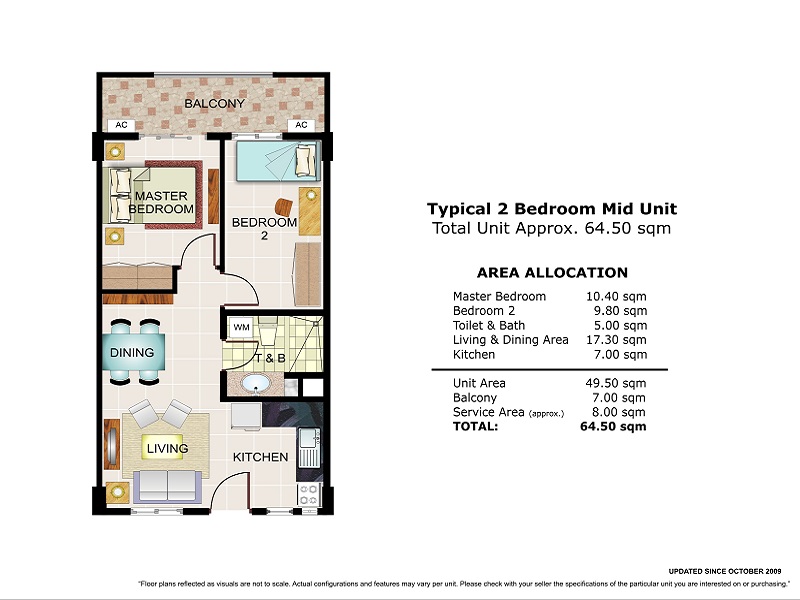 BALCONY
AC
AC
MASTER
BEDROOM
BEDROOM
2
WM
DINING
T & B
LIVING
KITCHEN
Typical 2 Bedroom Mid Unit
Total Unit Approx. 64.50 sqm
AREA ALLOCATION
Master Bedroom 10.40 sqm
Bedroom 2 9.80 sqm
Toilet & Bath 5.00 sqm
Living & Dining Area 17.30 sqm
Kitchen 7.00 sqm
Unit Area 49.50 sqm
Balcony 7.00 sqm
Service Area (approx.) 8.00 sqm
TOTAL: 64.50 sqm
UPDATED SINCE OCTOBER 2009
"Floor plans reflected as visuals are not to scale. Actual configurations and features may vary per unit. Please check with your seller the specifications of the particular unit you are interested on or purchasing."